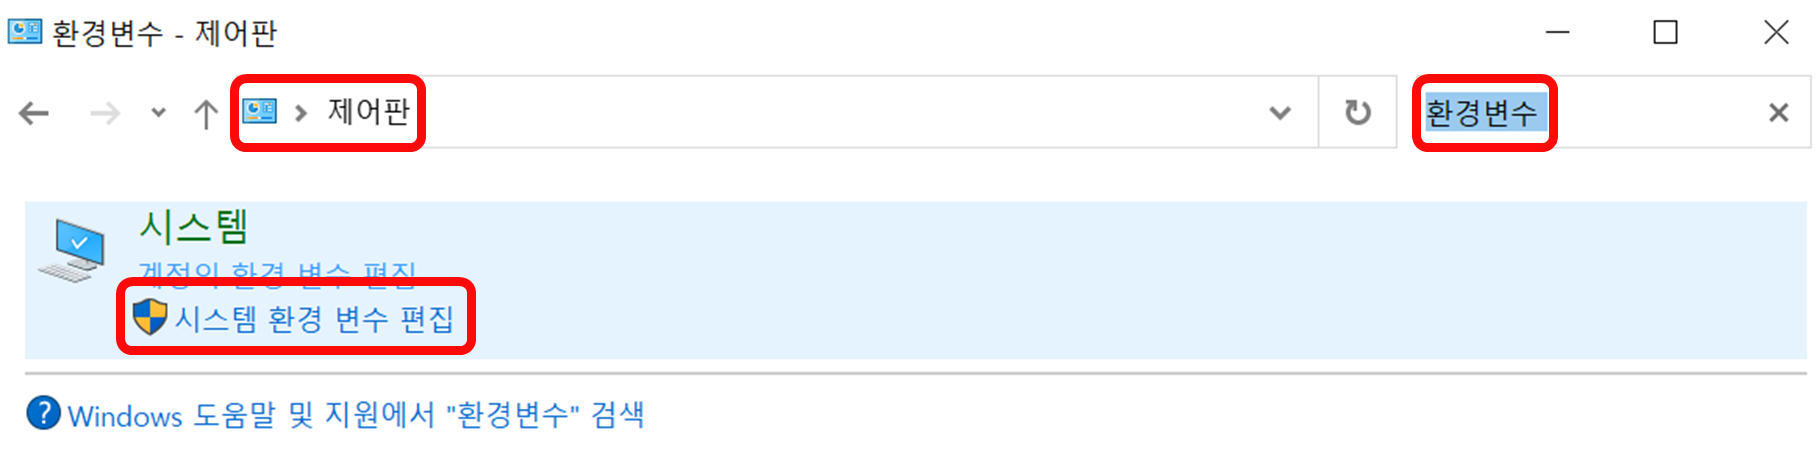 환경변수 - 제어판
제어판
환경변수
시스템
계정의 환경 변수 편집
시스템 환경 변수 편집
Windows 도움말 및 지원에서 "환경변수" 검색